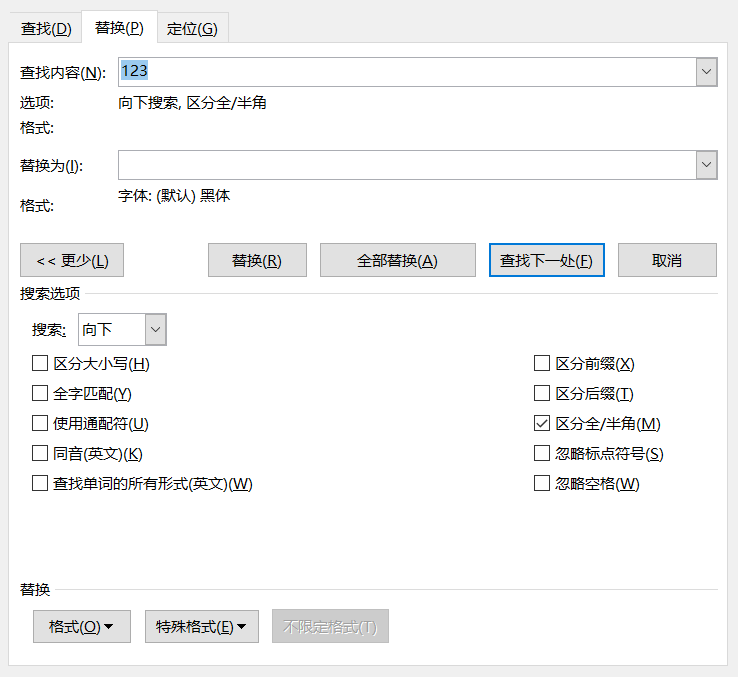 查找(D) 替换(P) 定位(G)
查找内容(N): 123
选项: 向下搜索, 区分全/半角
格式:
替换为(I):
格式: 字体: (默认) 黑体
<< 更少(L) 替换(R) 全部替换(A) 查找下一处(F) 取消
搜索选项
搜索: 向下
区分大小写(H) 区分前缀(X)
全字匹配(Y) 区分后缀(T)
使用通配符(U) 区分全/半角(M)
同音(英文)(K) 忽略标点符号(S)
查找单词的所有形式(英文)(W) 忽略空格(W)
替换
格式(O) 特殊格式(E) 不限定格式(T)